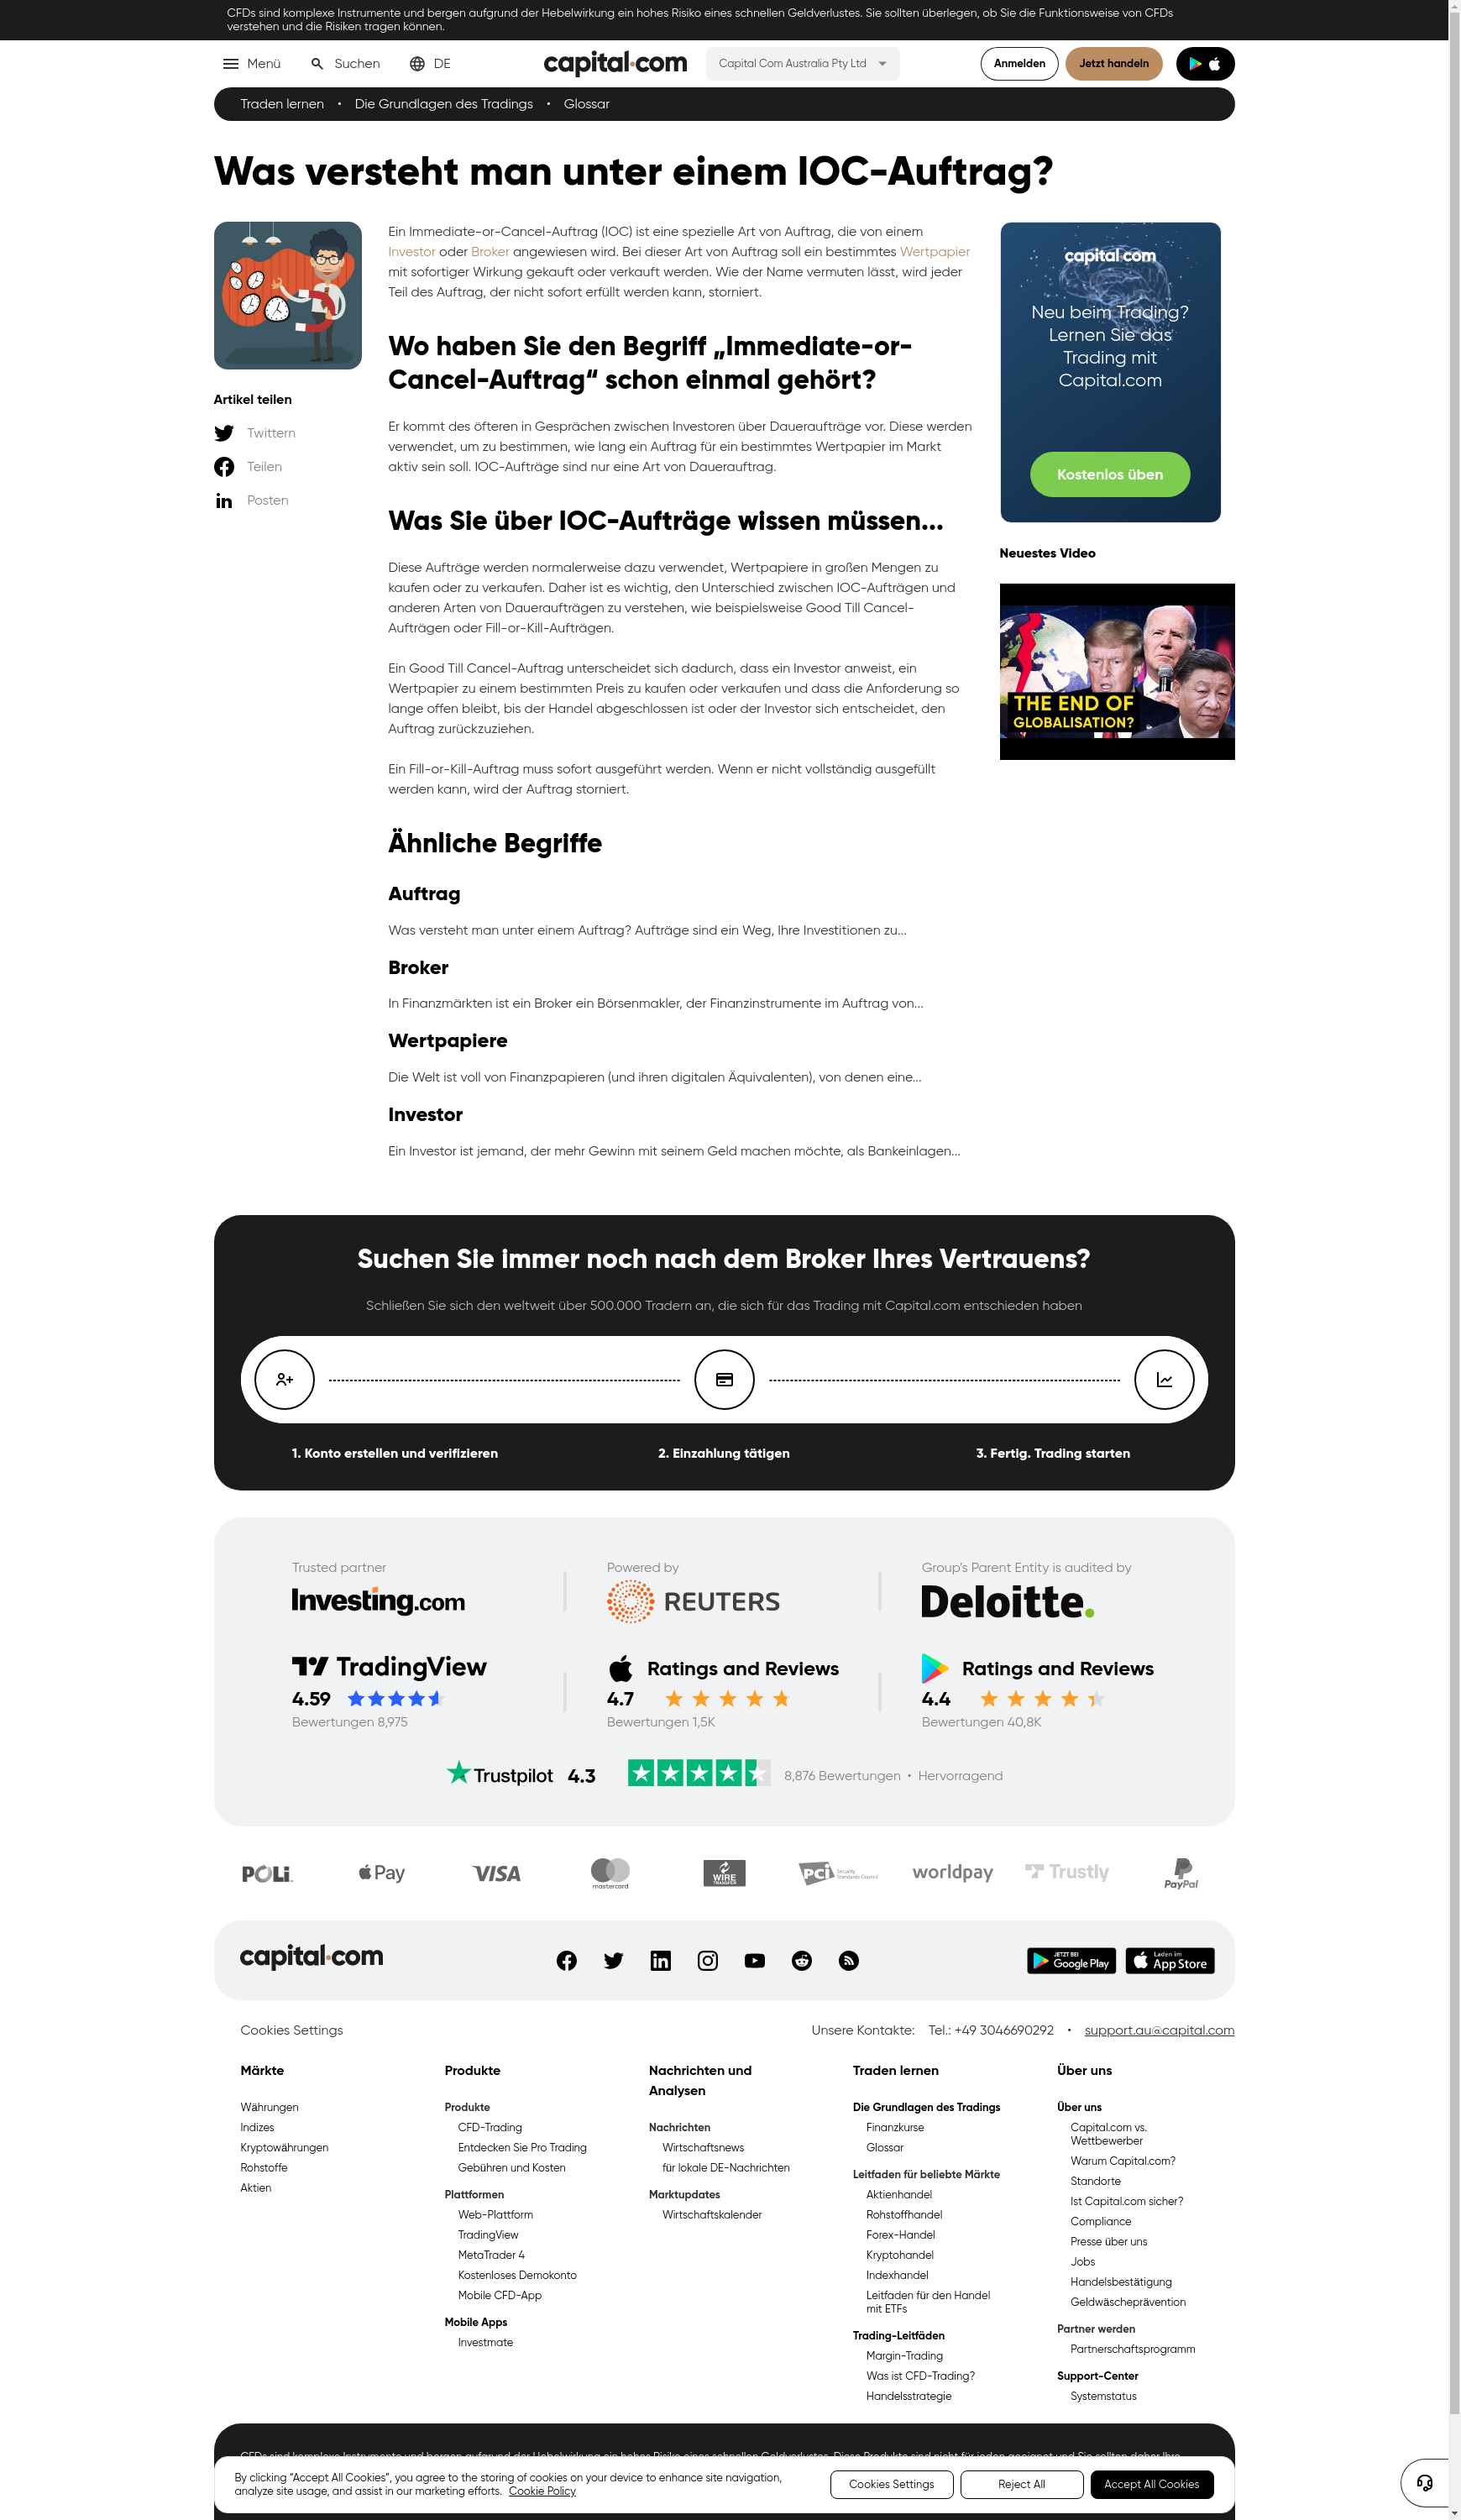 CFDs sind komplexe Instrumente und bergen aufgrund der Hebelwirkung ein hohes Risiko eines schnellen Geldverlustes. Sie sollten überlegen, ob Sie die Funktionsweise von CFDs
verstehen und die Risiken tragen können.
Menü
Suchen
DE
capital.com
Capital Com Australia Pty Ltd
Anmelden
Jetzt handeln
Traden lernen • Die Grundlagen des Tradings • Glossar
Was versteht man unter einem IOC-Auftrag?
Artikel teilen
Twittern
Teilen
Posten
Ein Immediate-or-Cancel-Auftrag (IOC) ist eine spezielle Art von Auftrag, die von einem
Investor oder Broker angewiesen wird. Bei dieser Art von Auftrag soll ein bestimmtes Wertpapier
mit sofortiger Wirkung gekauft oder verkauft werden. Wie der Name vermuten lässt, wird jeder
Teil des Auftrag, der nicht sofort erfüllt werden kann, storniert.
Wo haben Sie den Begriff „Immediate-or-
Cancel-Auftrag“ schon einmal gehört?
Er kommt des öfteren in Gesprächen zwischen Investoren über Daueraufträge vor. Diese werden
verwendet, um zu bestimmen, wie lang ein Auftrag für ein bestimmtes Wertpapier im Markt
aktiv sein soll. IOC-Aufträge sind nur eine Art von Dauerauftrag.
Was Sie über IOC-Aufträge wissen müssen...
Diese Aufträge werden normalerweise dazu verwendet, Wertpapiere in großen Mengen zu
kaufen oder zu verkaufen. Daher ist es wichtig, den Unterschied zwischen IOC-Aufträgen und
anderen Arten von Daueraufträgen zu verstehen, wie beispielsweise Good Till Cancel-
Aufträgen oder Fill-or-Kill-Aufträgen.
Ein Good Till Cancel-Auftrag unterscheidet sich dadurch, dass ein Investor anweist, ein
Wertpapier zu einem bestimmten Preis zu kaufen oder verkaufen und dass die Anforderung so
lange offen bleibt, bis der Handel abgeschlossen ist oder der Investor sich entscheidet, den
Auftrag zurückzuziehen.
Ein Fill-or-Kill-Auftrag muss sofort ausgeführt werden. Wenn er nicht vollständig ausgefüllt
werden kann, wird der Auftrag storniert.
Ähnliche Begriffe
Auftrag
Was versteht man unter einem Auftrag? Aufträge sind ein Weg, Ihre Investitionen zu...
Broker
In Finanzmärkten ist ein Broker ein Börsenmakler, der Finanzinstrumente im Auftrag von...
Wertpapiere
Die Welt ist voll von Finanzpapieren (und ihren digitalen Äquivalenten), von denen eine...
Investor
Ein Investor ist jemand, der mehr Gewinn mit seinem Geld machen möchte, als Bankeinlagen...
capital.com
Neu beim Trading?
Lernen Sie das
Trading mit
Capital.com
Kostenlos üben
Neuestes Video
THE END OF
GLOBALISATION?
Suchen Sie immer noch nach dem Broker Ihres Vertrauens?
Schließen Sie sich den weltweit über 500.000 Tradern an, die sich für das Trading mit Capital.com entschieden haben
1. Konto erstellen und verifizieren
2. Einzahlung tätigen
3. Fertig. Trading starten
Trusted partner
Investing.com
Powered by
REUTERS
Group's Parent Entity is audited by
Deloitte.
TradingView
4.59
Bewertungen 8,975
Ratings and Reviews
4.7
Bewertungen 1,5K
Ratings and Reviews
4.4
Bewertungen 40,8K
Trustpilot 4.3
8,876 Bewertungen • Hervorragend
POLi
Pay
VISA
mastercard
WIRE
TRANSFER
PCI Security
Standards Council
worldpay
Trustly
PayPal
capital.com
JETZT BEI
Google Play
Laden im
App Store
Cookies Settings
Unsere Kontakte: Tel.: +49 3046690292 • support.au@capital.com
Märkte
Währungen
Indizes
Kryptowährungen
Rohstoffe
Aktien
Produkte
Produkte
CFD-Trading
Entdecken Sie Pro Trading
Gebühren und Kosten
Plattformen
Web-Plattform
TradingView
MetaTrader 4
Kostenloses Demokonto
Mobile CFD-App
Mobile Apps
Investmate
Nachrichten und
Analysen
Nachrichten
Wirtschaftsnews
für lokale DE-Nachrichten
Marktupdates
Wirtschaftskalender
Traden lernen
Die Grundlagen des Tradings
Finanzkurse
Glossar
Leitfaden für beliebte Märkte
Aktienhandel
Rohstoffhandel
Forex-Handel
Kryptohandel
Indexhandel
Leitfaden für den Handel
mit ETFs
Trading-Leitfäden
Margin-Trading
Was ist CFD-Trading?
Handelsstrategie
Über uns
Über uns
Capital.com vs.
Wettbewerber
Warum Capital.com?
Standorte
Ist Capital.com sicher?
Compliance
Presse über uns
Jobs
Handelsbestätigung
Geldwäscheprävention
Partner werden
Partnerschaftsprogramm
Support-Center
Systemstatus
By clicking “Accept All Cookies”, you agree to the storing of cookies on your device to enhance site navigation,
analyze site usage, and assist in our marketing efforts. Cookie Policy
Cookies Settings
Reject All
Accept All Cookies